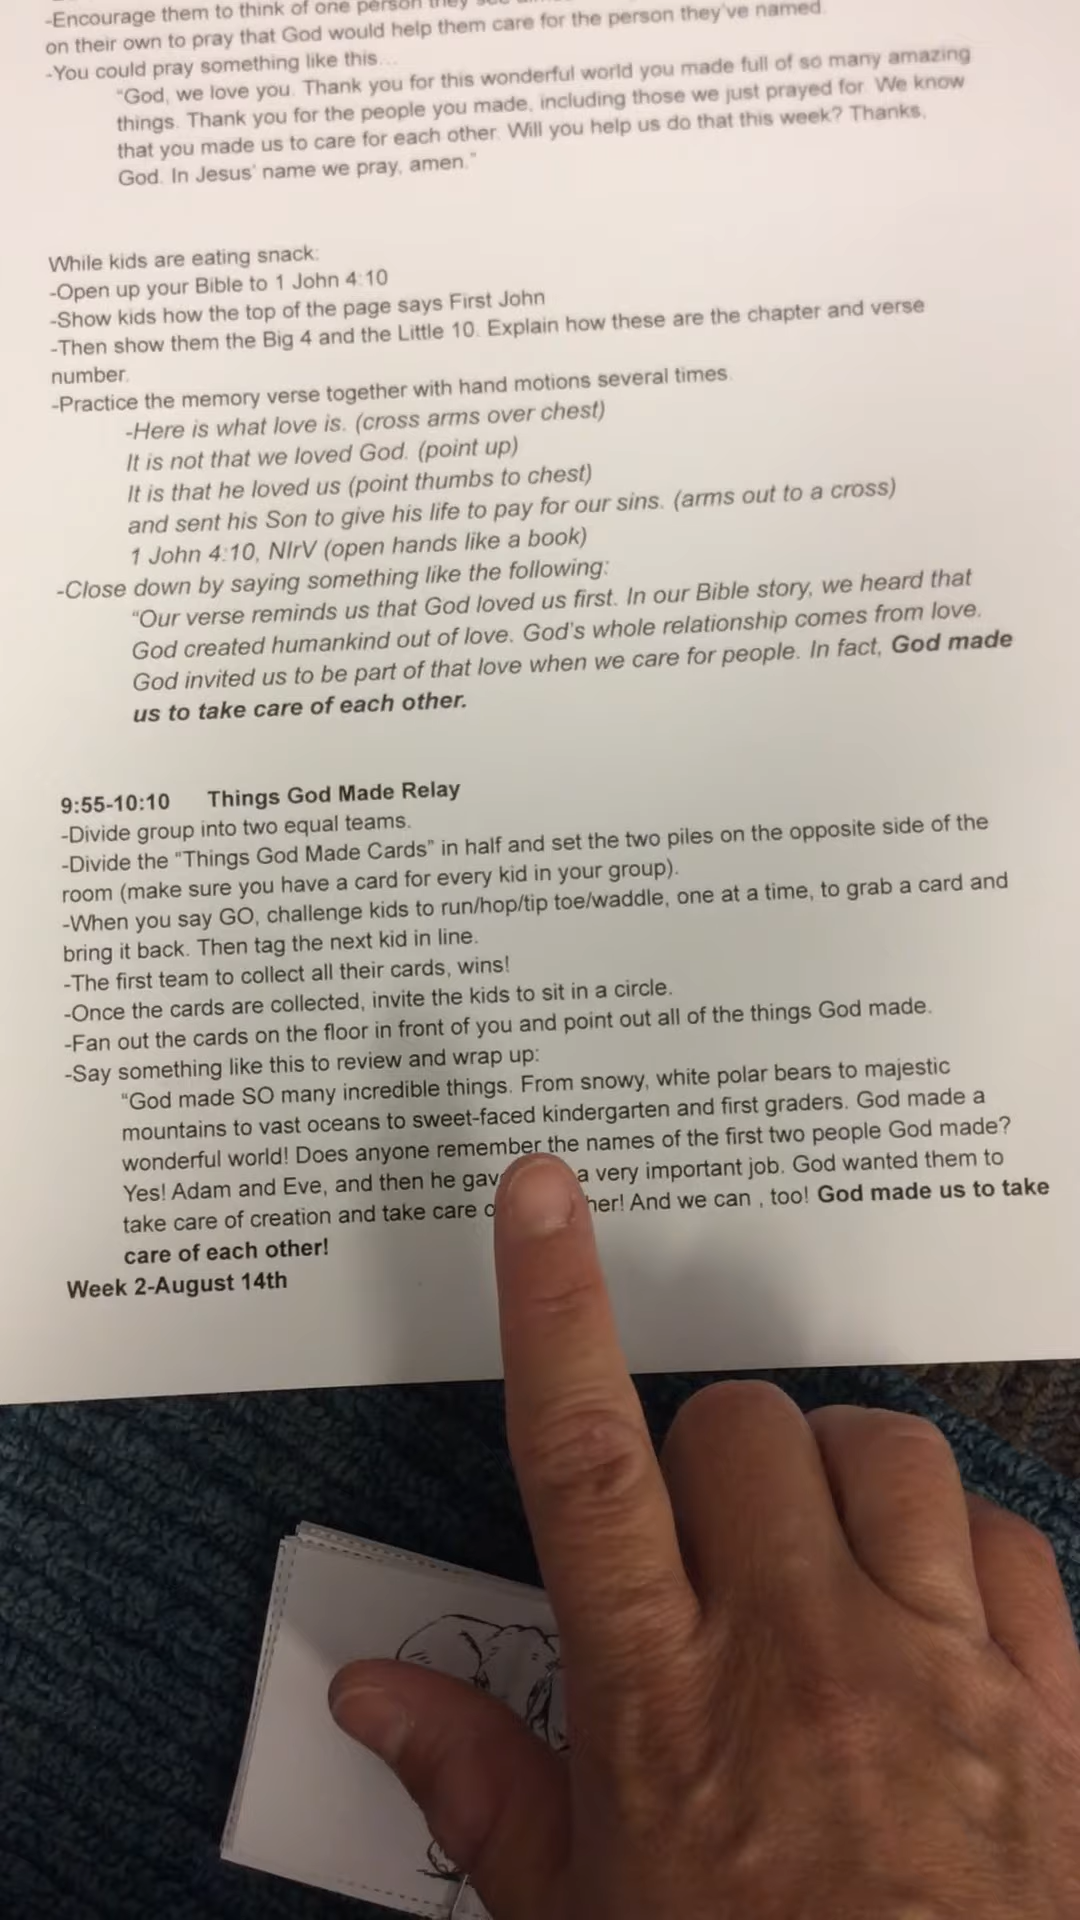 -Encourage them to think of one person they
on their own to pray that God would help them care for the person they've named.
-You could pray something like this...
"God, we love you. Thank you for this wonderful world you made full of so many amazing
things. Thank you for the people you made, including those we just prayed for. We know
that you made us to care for each other. Will you help us do that this week? Thanks,
God. In Jesus' name we pray, amen."
While kids are eating snack:
-Open up your Bible to 1 John 4:10
-Show kids how the top of the page says First John
-Then show them the Big 4 and the Little 10. Explain how these are the chapter and verse
number.
-Practice the memory verse together with hand motions several times.
-Here is what love is. (cross arms over chest)
It is not that we loved God. (point up)
It is that he loved us (point thumbs to chest)
and sent his Son to give his life to pay for our sins. (arms out to a cross)
1 John 4:10, NIrV (open hands like a book)
-Close down by saying something like the following:
"Our verse reminds us that God loved us first. In our Bible story, we heard that
God created humankind out of love. God's whole relationship comes from love.
God invited us to be part of that love when we care for people. In fact, God made
us to take care of each other.
9:55-10:10 Things God Made Relay
-Divide group into two equal teams.
-Divide the "Things God Made Cards" in half and set the two piles on the opposite side of the
room (make sure you have a card for every kid in your group).
-When you say GO, challenge kids to run/hop/tip toe/waddle, one at a time, to grab a card and
bring it back. Then tag the next kid in line.
-The first team to collect all their cards, wins!
-Once the cards are collected, invite the kids to sit in a circle.
-Fan out the cards on the floor in front of you and point out all of the things God made.
-Say something like this to review and wrap up:
"God made SO many incredible things. From snowy, white polar bears to majestic
mountains to vast oceans to sweet-faced kindergarten and first graders. God made a
wonderful world! Does anyone remember the names of the first two people God made?
Yes! Adam and Eve, and then he gav a very important job. God wanted them to
take care of creation and take care o her! And we can , too! God made us to take
care of each other!
Week 2-August 14th